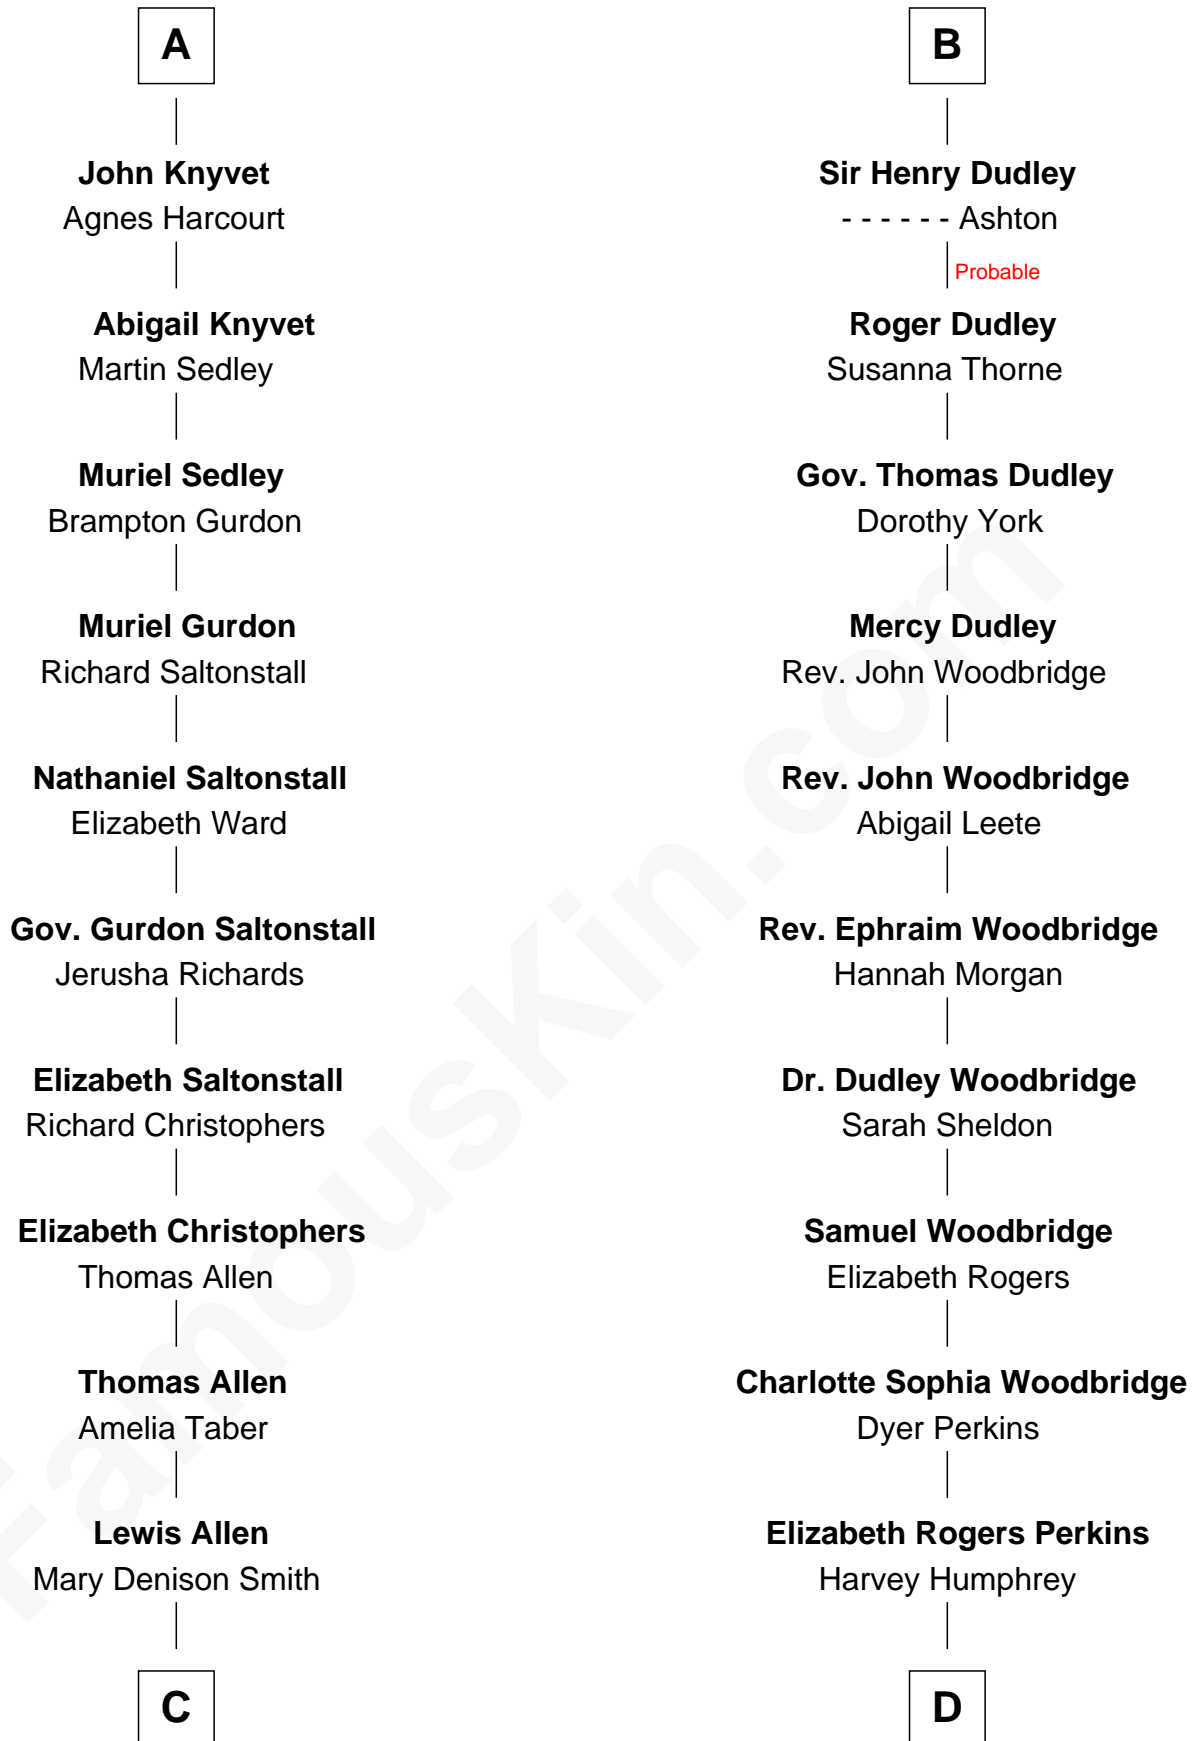 A
John Knyvet
Agnes Harcourt
Abigail Knyvet
Martin Sedley
Muriel Sedley
Brampton Gurdon
Muriel Gurdon
Richard Saltonstall
Nathaniel Saltonstall
Elizabeth Ward
Gov. Gurdon Saltonstall
Jerusha Richards
Elizabeth Saltonstall
Richard Christophers
Elizabeth Christophers
Thomas Allen
Thomas Allen
Amelia Taber
Lewis Allen
Mary Denison Smith
C
B
Sir Henry Dudley
- - - - - - Ashton
Probable
Roger Dudley
Susanna Thorne
Gov. Thomas Dudley
Dorothy York
Mercy Dudley
Rev. John Woodbridge
Rev. John Woodbridge
Abigail Leete
Rev. Ephraim Woodbridge
Hannah Morgan
Dr. Dudley Woodbridge
Sarah Sheldon
Samuel Woodbridge
Elizabeth Rogers
Charlotte Sophia Woodbridge
Dyer Perkins
Elizabeth Rogers Perkins
Harvey Humphrey
D
FamousKin.com